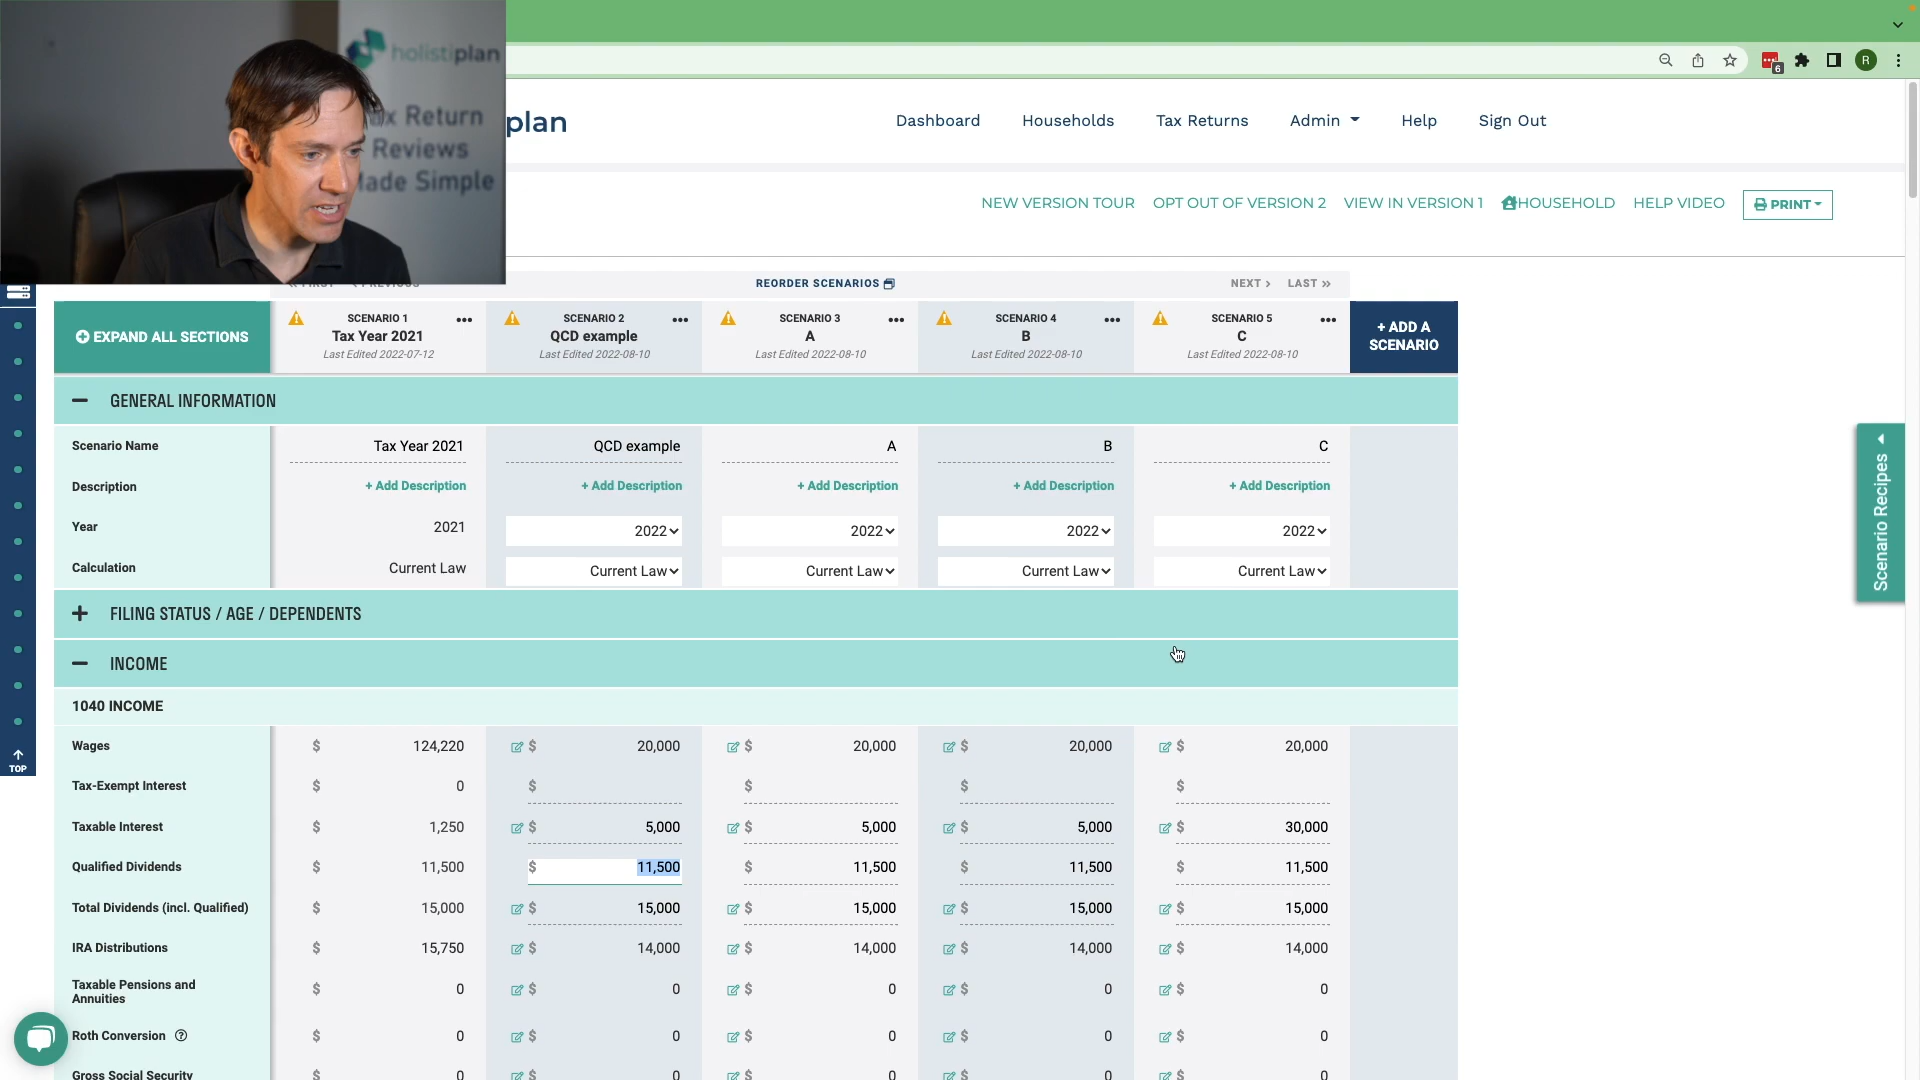 holistiplan
Tax Return
Reviews
Made Simple
plan
Dashboard Households Tax Returns Admin Help Sign Out
6
R
NEW VERSION TOUR OPT OUT OF VERSION 2 VIEW IN VERSION 1 HOUSEHOLD HELP VIDEO PRINT
REORDER SCENARIOS NEXT > LAST >>
EXPAND ALL SECTIONS
SCENARIO 1 ••• SCENARIO 2 ••• SCENARIO 3 ••• SCENARIO 4 ••• SCENARIO 5 •••
Tax Year 2021 QCD example A B C
Last Edited 2022-07-12 Last Edited 2022-08-10 Last Edited 2022-08-10 Last Edited 2022-08-10 Last Edited 2022-08-10
+ ADD A
SCENARIO
GENERAL INFORMATION
Scenario Name Tax Year 2021 QCD example A B C
Description + Add Description + Add Description + Add Description + Add Description + Add Description
Year 2021 2022 2022 2022 2022
Calculation Current Law Current Law Current Law Current Law Current Law
Scenario Recipes
FILING STATUS / AGE / DEPENDENTS
INCOME
1040 INCOME
Wages $ 124,220 $ 20,000 $ 20,000 $ 20,000 $ 20,000
TOP
Tax-Exempt Interest $ 0 $ $ $ $
Taxable Interest $ 1,250 $ 5,000 $ 5,000 $ 5,000 $ 30,000
Qualified Dividends $ 11,500 $ 11,500 $ 11,500 $ 11,500 $ 11,500
Total Dividends (incl. Qualified) $ 15,000 $ 15,000 $ 15,000 $ 15,000 $ 15,000
IRA Distributions $ 15,750 $ 14,000 $ 14,000 $ 14,000 $ 14,000
Taxable Pensions and
Annuities $ 0 $ 0 $ 0 $ 0 $ 0
Roth Conversion ? $ 0 $ 0 $ 0 $ 0 $ 0
Gross Social Security $ 0 $ 0 $ 0 $ 0 $ 0